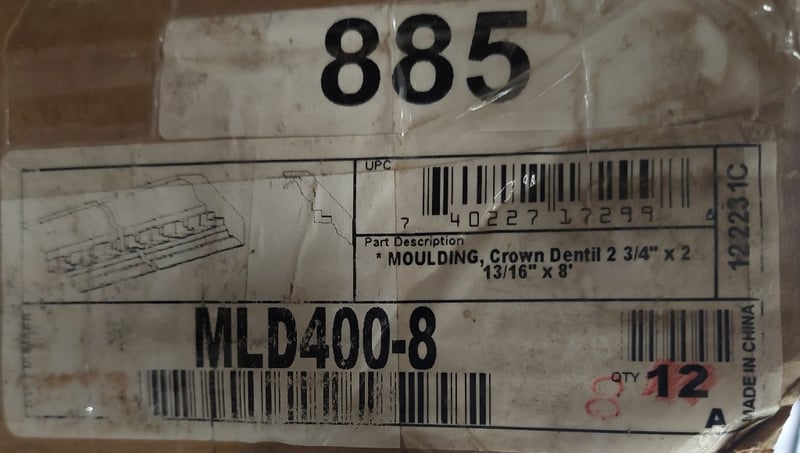 885
UPC
7 40227 17299 8
Part Description
* MOULDING, Crown Dentil 2 3/4" x 2
13/16" x 8'
122231C
MLD400-8
QTY 12
A
MADE IN CHINA